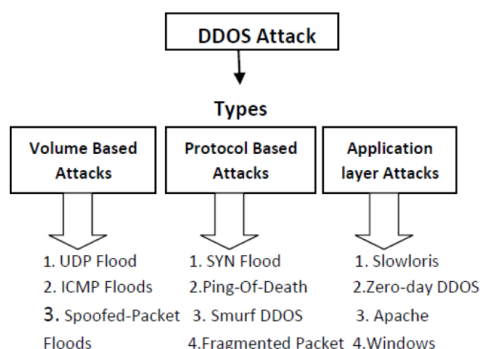 DDOS Attack
Types
Volume Based
Attacks
Protocol Based
Attacks
Application
layer Attacks
1. UDP Flood
2. ICMP Floods
3. Spoofed-Packet
Floods
1. SYN Flood
2.Ping-Of-Death
3. Smurf DDOS
4.Fragmented Packet
1. Slowloris
2.Zero-day DDOS
3. Apache
4.Windows